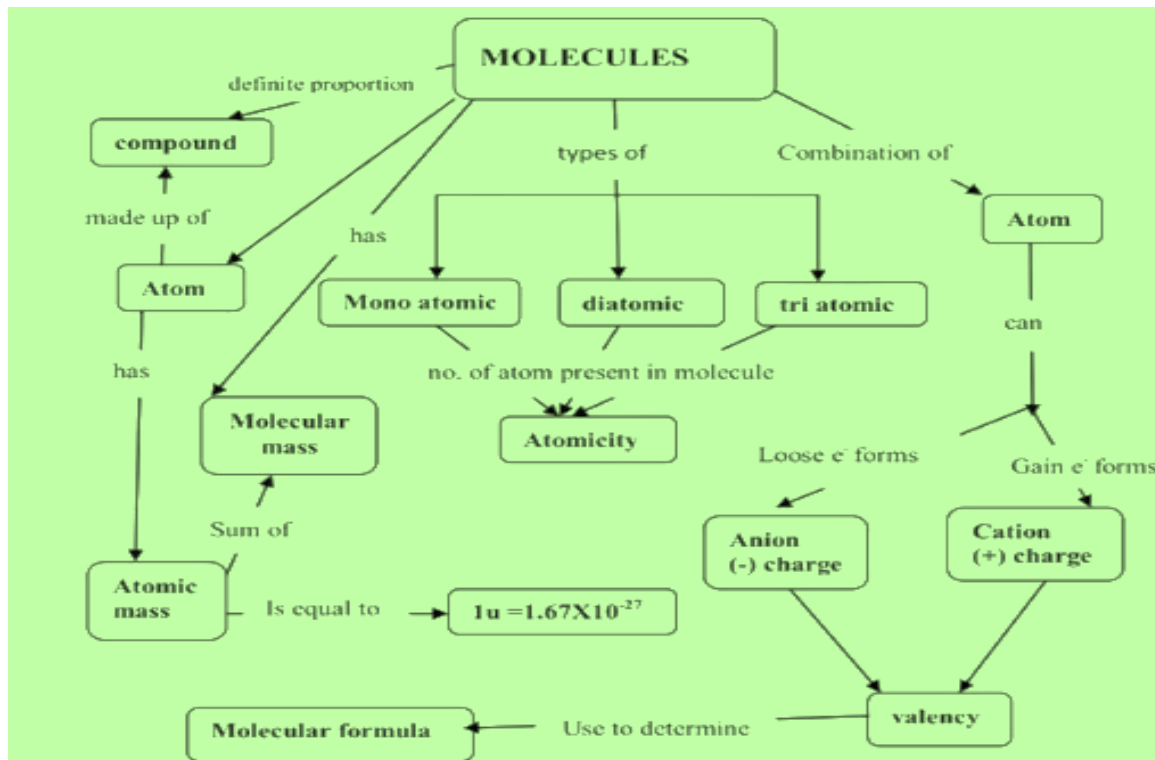 MOLECULES
definite proportion
compound
types of
Combination of
made up of
has
Atom
Atom
Mono atomic
diatomic
tri atomic
can
has
no. of atom present in molecule
Molecular
mass
Atomicity
Loose e⁻ forms
Gain e⁻ forms
Sum of
Anion
(-) charge
Cation
(+) charge
Atomic
mass
Is equal to
1u =1.67X10⁻²⁷
Molecular formula
Use to determine
valency